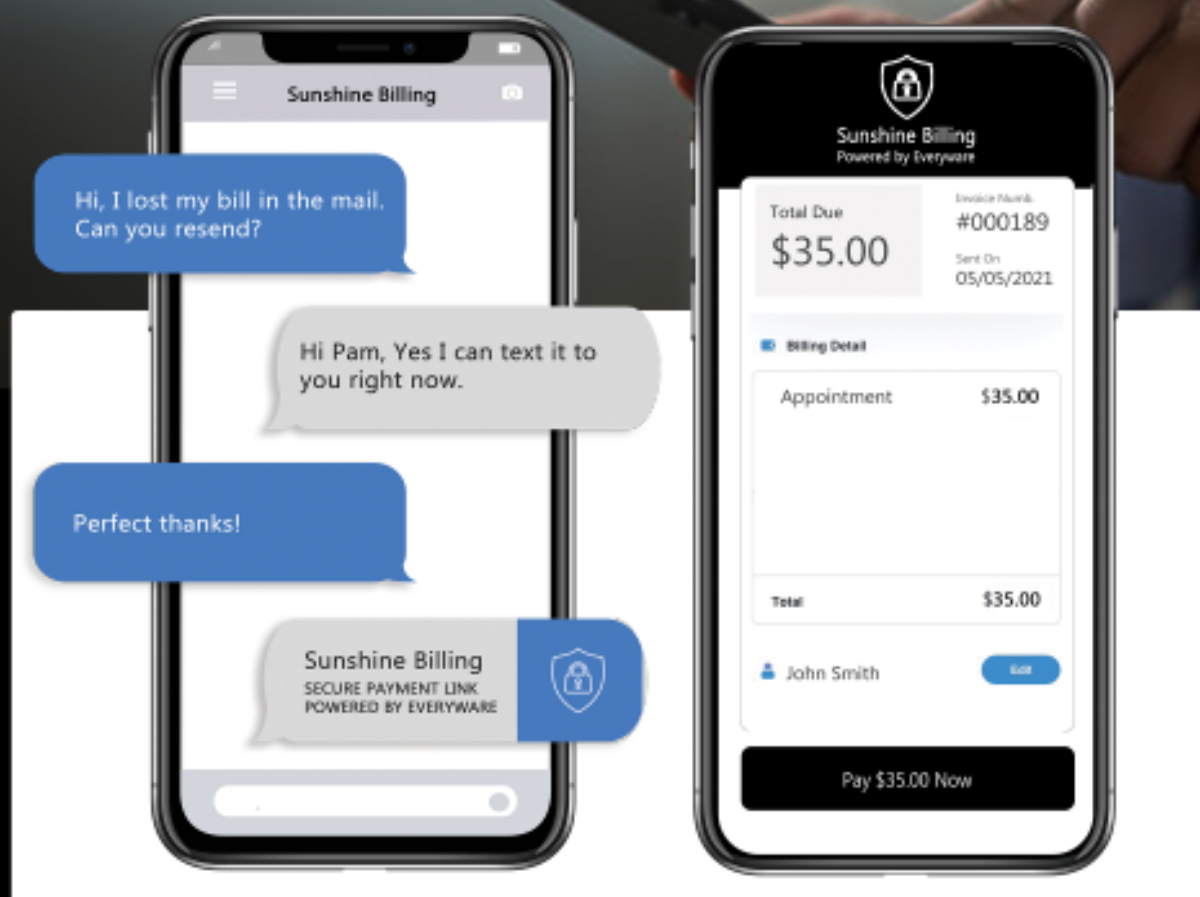 Sunshine Billing
Hi, I lost my bill in the mail.
Can you resend?
Hi Pam, Yes I can text it to
you right now.
Perfect thanks!
Sunshine Billing
SECURE PAYMENT LINK
POWERED BY EVERYWARE
Sunshine Billing
Powered by Everyware
Total Due
$35.00
Invoice Numb.
#000189
Sent On
05/05/2021
Billing Detail
Appointment $35.00
Total $35.00
John Smith
Edit
Pay $35.00 Now